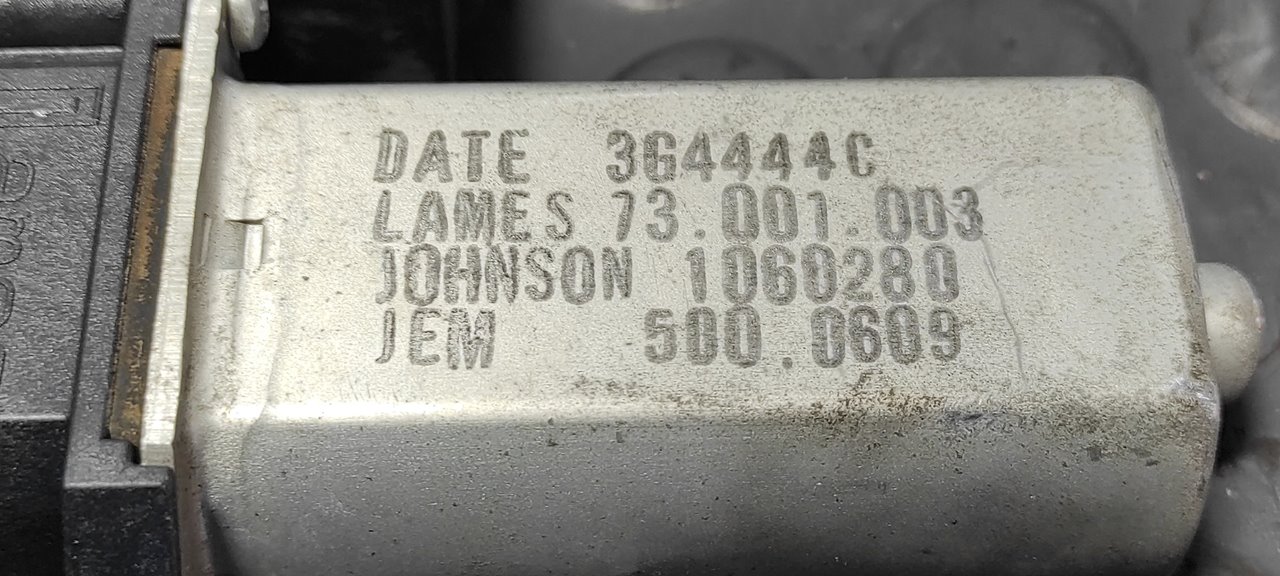 DATE 3G4444C
LAMES 73.001.003
JOHNSON 1060280
JEM 500.0609